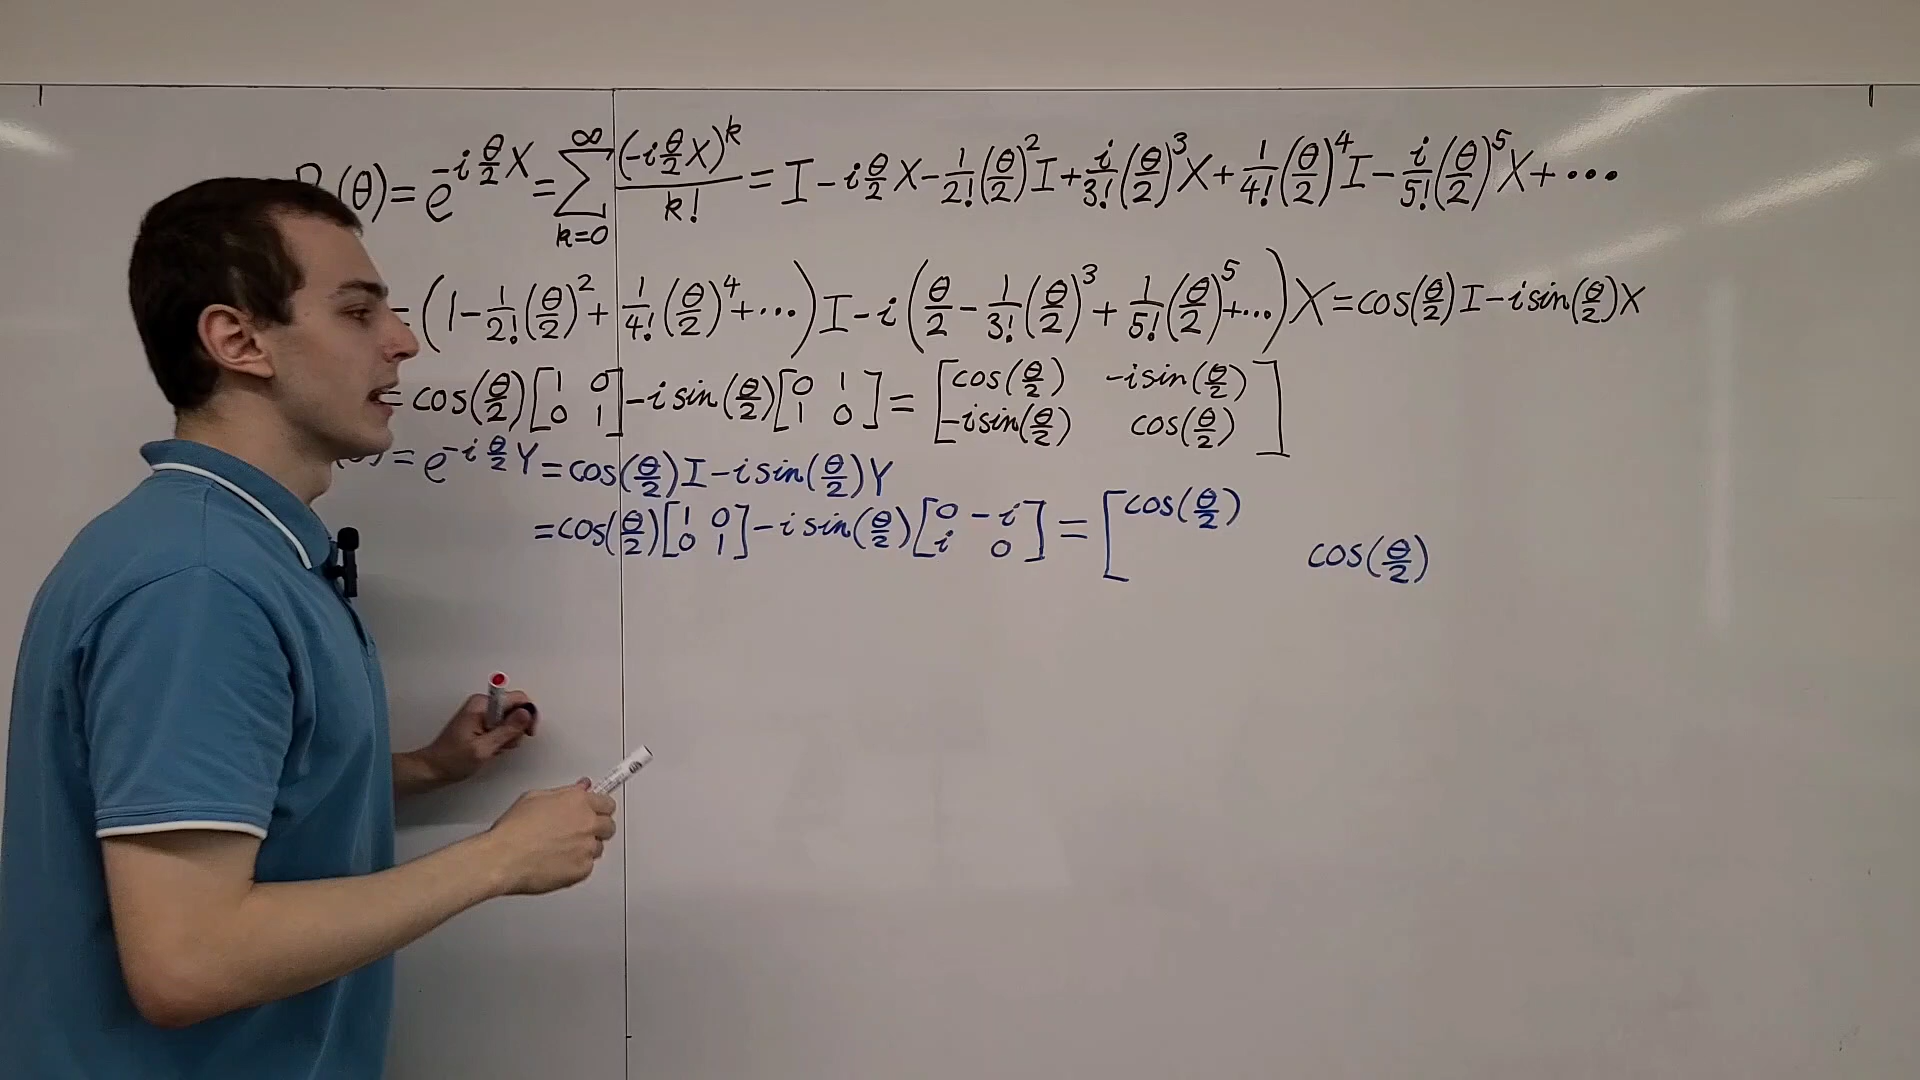 (θ) = e^{-i θ/2 X} = ∑_{k=0}^{∞} (-i θ/2 X)^k / k! = I - i θ/2 X - 1/2! (θ/2)^2 I + i/3! (θ/2)^3 X + 1/4! (θ/2)^4 I - i/5! (θ/2)^5 X + ⋯
= (1 - 1/2! (θ/2)^2 + 1/4! (θ/2)^4 + ⋯) I - i (θ/2 - 1/3! (θ/2)^3 + 1/5! (θ/2)^5 + ⋯) X = cos(θ/2) I - i sin(θ/2) X
= cos(θ/2) [1 0; 0 1] - i sin(θ/2) [0 1; 1 0] = [cos(θ/2) -i sin(θ/2); -i sin(θ/2) cos(θ/2)]
= e^{-i θ/2 Y} = cos(θ/2) I - i sin(θ/2) Y
= cos(θ/2) [1 0; 0 1] - i sin(θ/2) [0 -i; i 0] = [cos(θ/2) cos(θ/2)